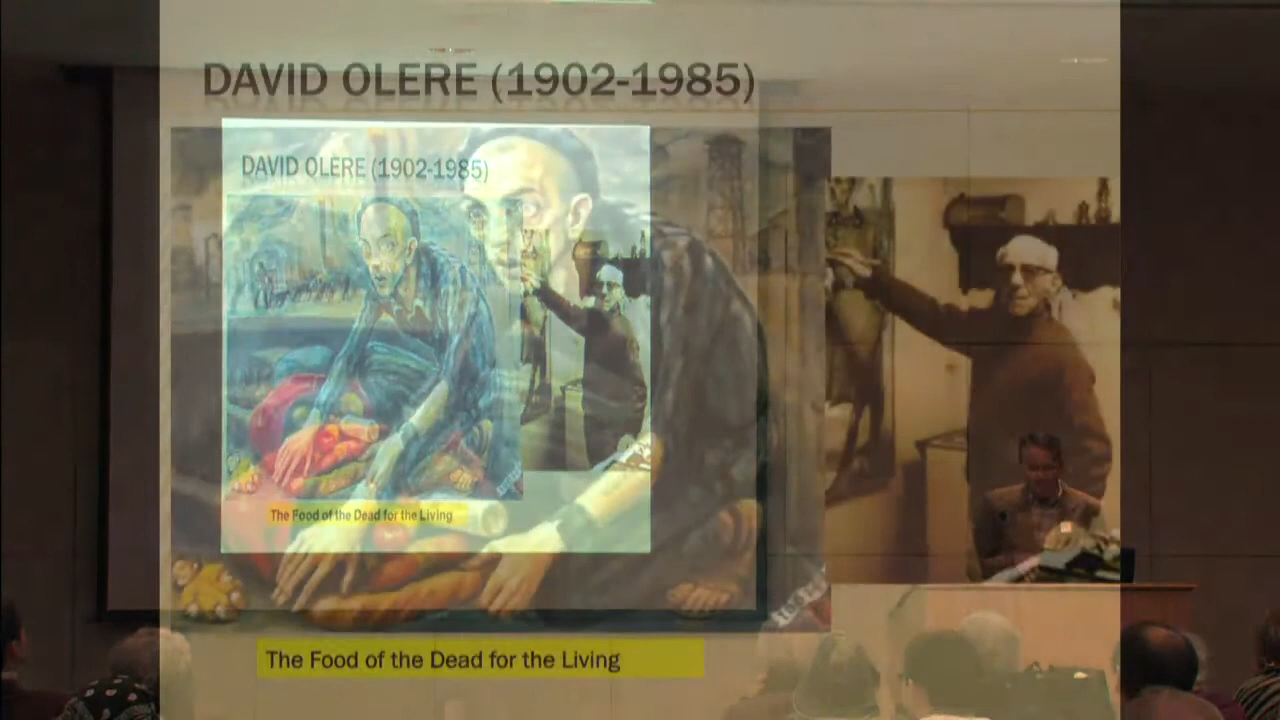 DAVID OLERE (1902-1985)
DAVID OLERE (1902-1985)
The Food of the Dead for the Living
The Food of the Dead for the Living